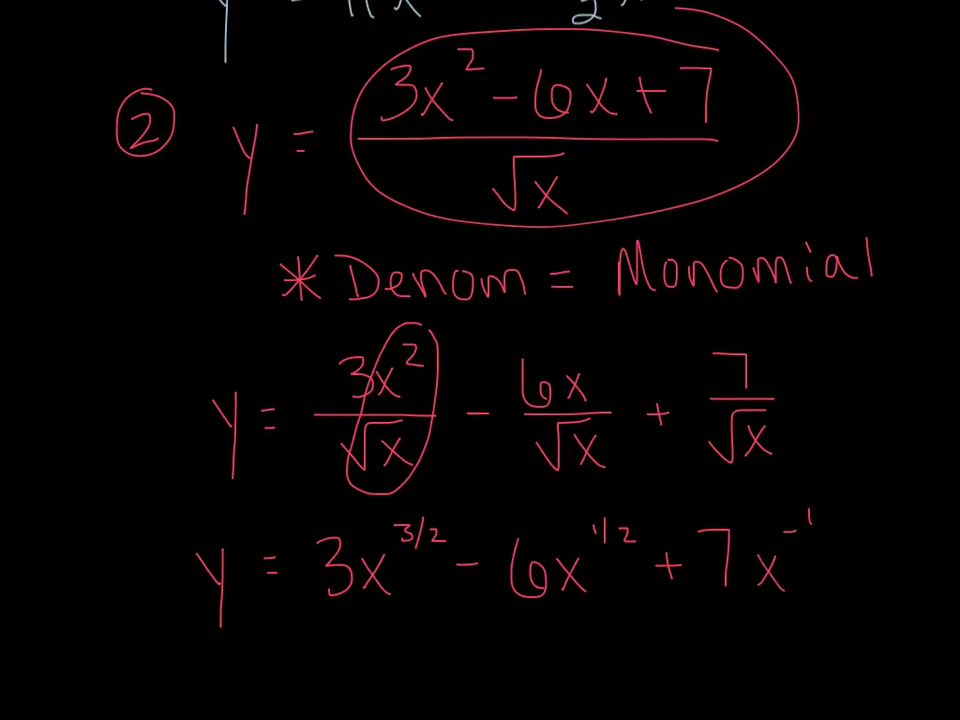 ② y = (3x² - 6x + 7)/√x
* Denom = Monomial
y = 3x²/√x - 6x/√x + 7/√x
y = 3x^3/2 - 6x^1/2 + 7x^-1